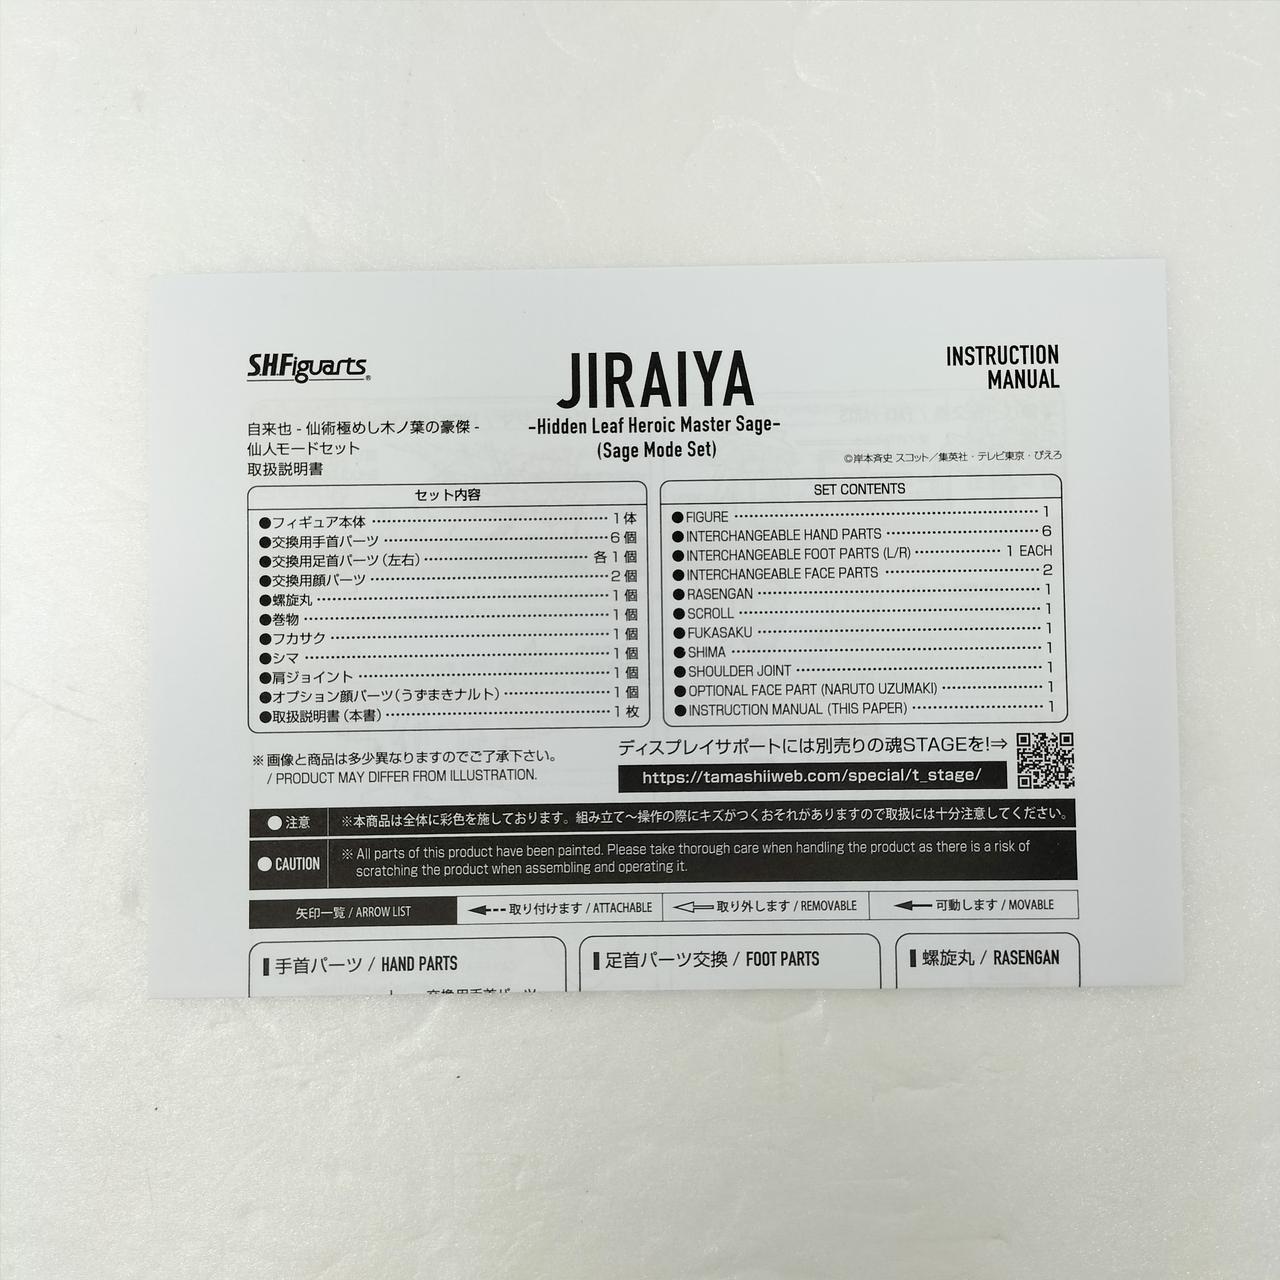 S.H.Figuarts®
JIRAIYA
-Hidden Leaf Heroic Master Sage-
(Sage Mode Set)
INSTRUCTION
MANUAL
自来也 - 仙術極めし木ノ葉の豪傑 -
仙人モードセット
取扱説明書
©岸本斉史 スコット／集英社・テレビ東京・ぴえろ
セット内容
●フィギュア本体 1体
●交換用手首パーツ 6個
●交換用足首パーツ（左右） 各1個
●交換用顔パーツ 2個
●螺旋丸 1個
●巻物 1個
●フカサク 1個
●シマ 1個
●肩ジョイント 1個
●オプション顔パーツ（うずまきナルト） 1個
●取扱説明書（本書） 1枚
SET CONTENTS
●FIGURE 1
●INTERCHANGEABLE HAND PARTS 6
●INTERCHANGEABLE FOOT PARTS (L/R) 1 EACH
●INTERCHANGEABLE FACE PARTS 2
●RASENGAN 1
●SCROLL 1
●FUKASAKU 1
●SHIMA 1
●SHOULDER JOINT 1
●OPTIONAL FACE PART (NARUTO UZUMAKI) 1
●INSTRUCTION MANUAL (THIS PAPER) 1
※画像と商品は多少異なりますのでご了承下さい。
/ PRODUCT MAY DIFFER FROM ILLUSTRATION.
ディスプレイサポートには別売りの魂STAGEを!⇒
https://tamashiiweb.com/special/t_stage/
●注意 ※本商品は全体に彩色を施しております。組み立て～操作の際にキズがつくおそれがありますので取扱には十分注意してください。
●CAUTION ※All parts of this product have been painted. Please take thorough care when handling the product as there is a risk of
scratching the product when assembling and operating it.
矢印一覧 / ARROW LIST 取り付けます / ATTACHABLE 取り外します / REMOVABLE 可動します / MOVABLE
手首パーツ / HAND PARTS
足首パーツ交換 / FOOT PARTS
螺旋丸 / RASENGAN
交換用手首パーツ